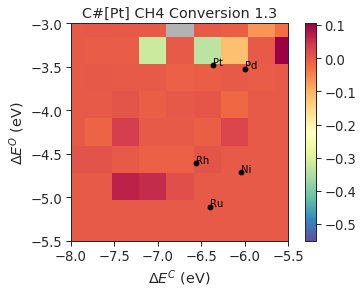 C#[Pt] CH4 Conversion 1.3
−3.0
−3.5
−4.0
−4.5
−5.0
−5.5
ΔE^O (eV)
Pt
Pd
Rh
Ni
Ru
−8.0 −7.5 −7.0 −6.5 −6.0 −5.5
ΔE^C (eV)
0.1
0.0
−0.1
−0.2
−0.3
−0.4
−0.5